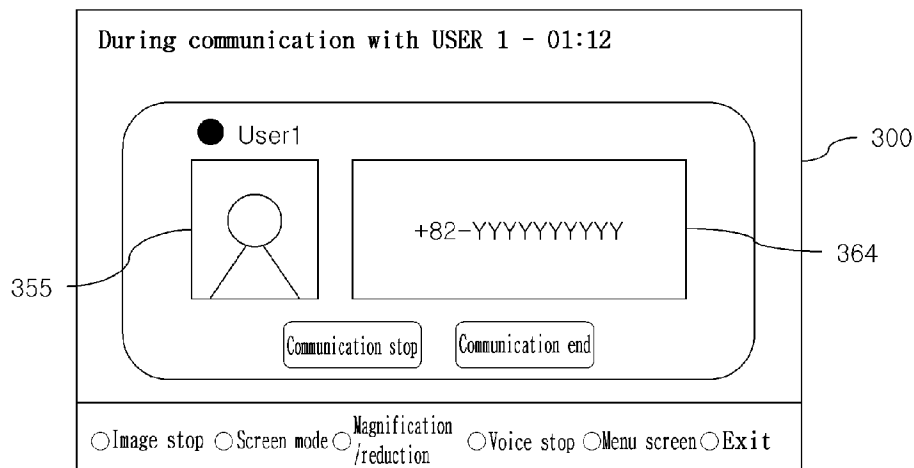 During communication with USER 1 - 01:12
User1
300
+82-YYYYYYYYYY
364
355
Communication stop
Communication end
Image stop Screen mode Magnification /reduction Voice stop Menu screen Exit